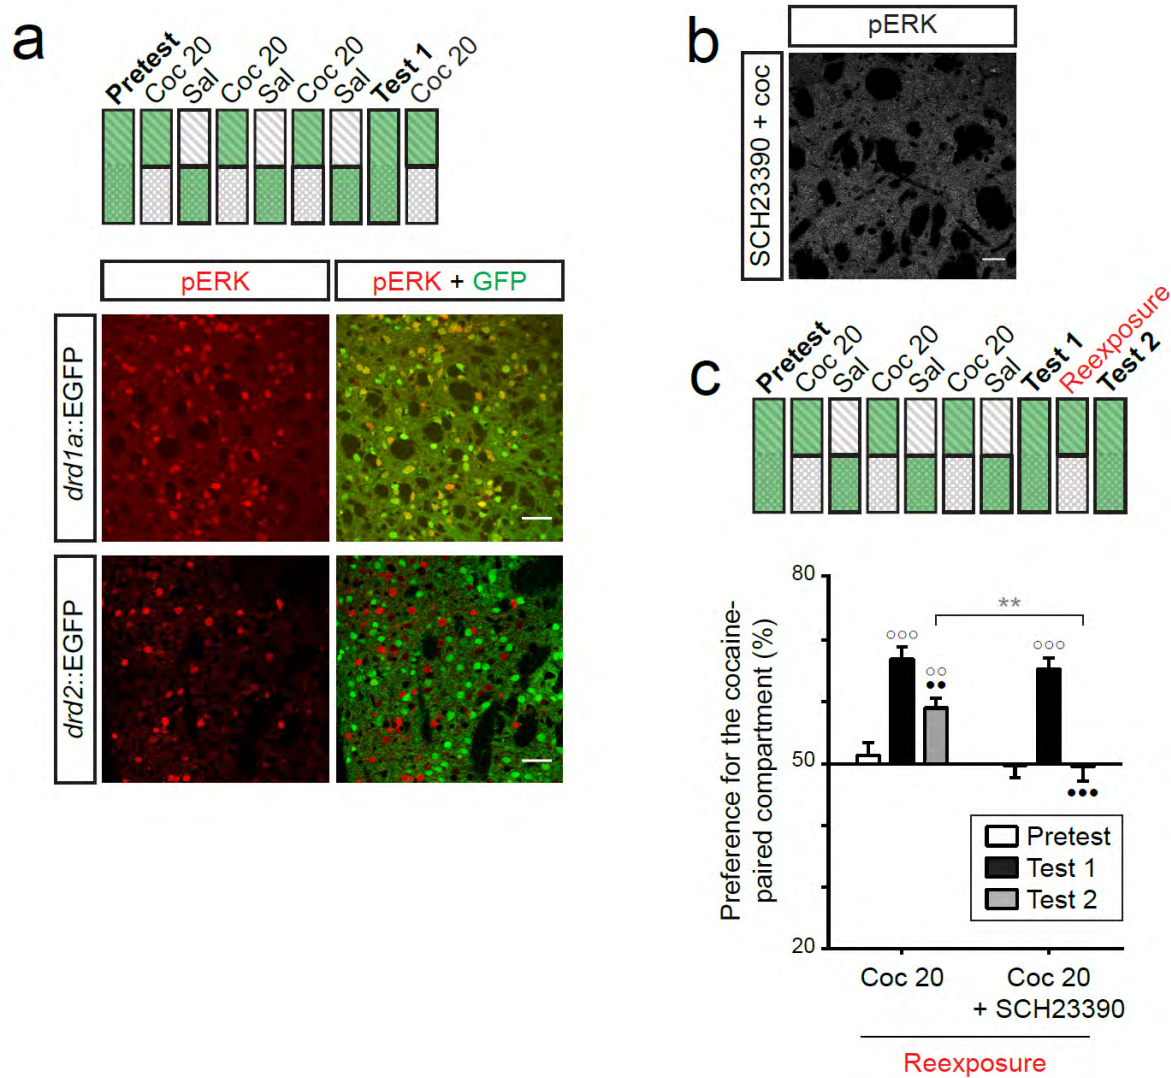 a
Pretest
Coc 20
Sal
Coc 20
Sal
Coc 20
Sal
Test 1
Coc 20
pERK
pERK + GFP
drd1a::EGFP
drd2::EGFP
b
pERK
SCH23390 + coc
c
Pretest
Coc 20
Sal
Coc 20
Sal
Coc 20
Sal
Test 1
Reexposure
Test 2
Preference for the cocaine-
paired compartment (%)
80
50
20
**
○○○
○○
●●
○○○
●●●
Pretest
Test 1
Test 2
Coc 20
Coc 20
+ SCH23390
Reexposure